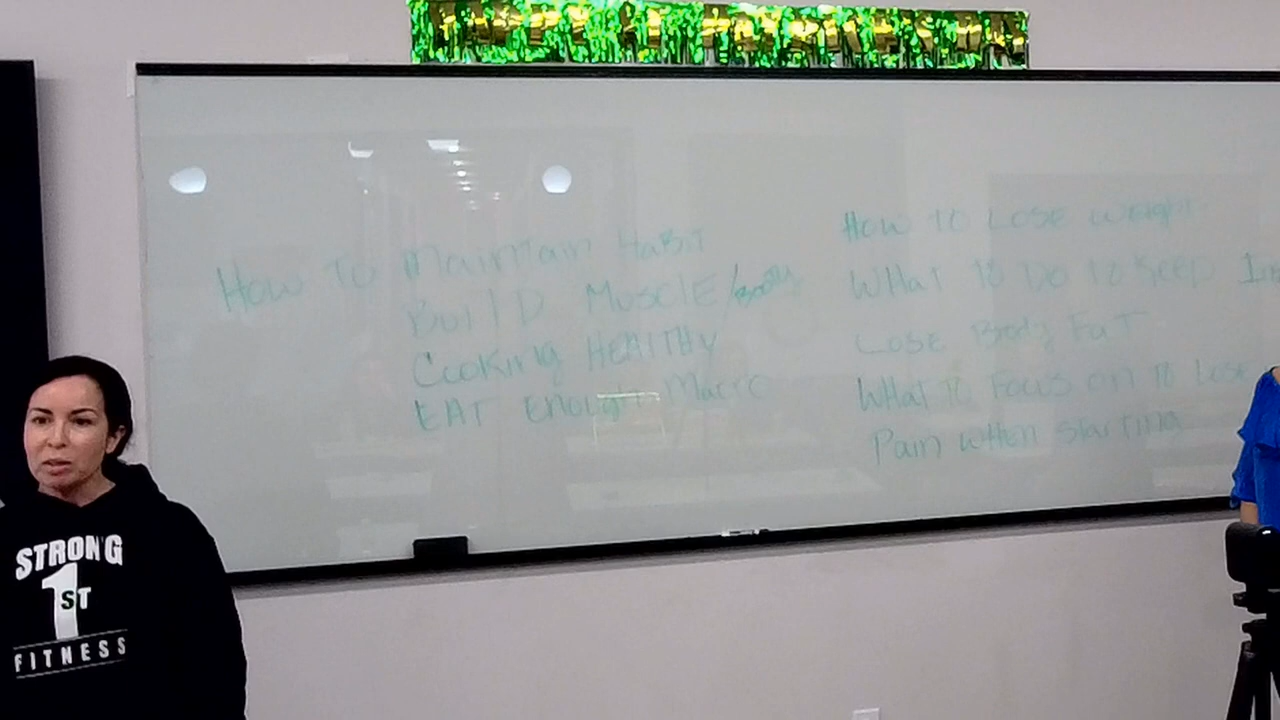 How To Maintain Habit
BuilD MuscLE/Body
Cooking HEAlTHy
EAT Enough Macro
How To Lose weight
WHat To Do To Keep
Lose Body FaT
WHat To Focus on To Lose
Pain wHen starting
STRONG
1ST
FITNESS